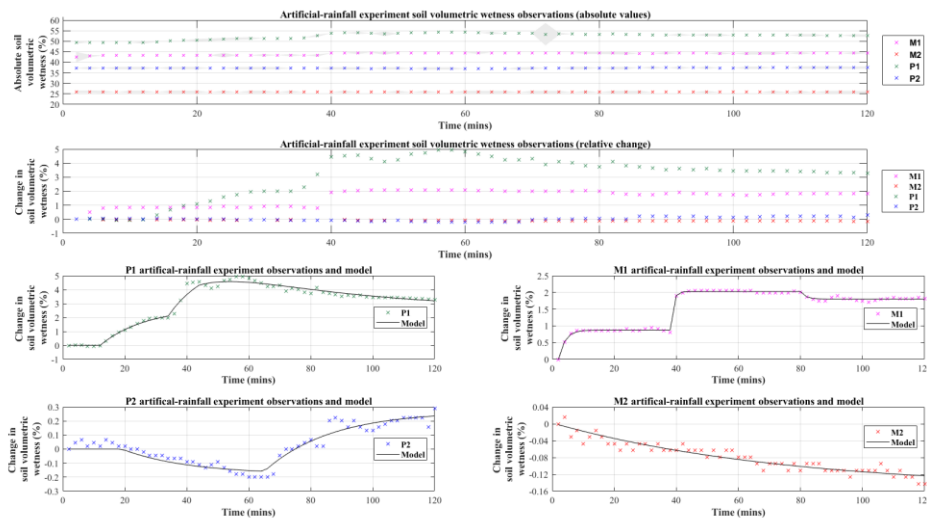 Artificial-rainfall experiment soil volumetric wetness observations (absolute values)
Absolute soil
volumetric
wetness (%)
60
55
50
45
40
35
30
25
20
0
20
40
60
80
100
120
Time (mins)
M1
M2
P1
P2
Artificial-rainfall experiment soil volumetric wetness observations (relative change)
Change in
soil volumetric
wetness (%)
5
4
3
2
1
0
-1
0
20
40
60
80
100
120
Time (mins)
M1
M2
P1
P2
P1 artifical-rainfall experiment observations and model
Change in
soil volumetric
wetness (%)
5
4
3
2
1
0
-1
0
20
40
60
80
100
120
Time (mins)
P1
Model
M1 artifical-rainfall experiment observations and model
Change in
soil volumetric
wetness (%)
2.5
2
1.5
1
0.5
0
0
20
40
60
80
100
120
Time (mins)
M1
Model
P2 artifical-rainfall experiment observations and model
Change in
soil volumetric
wetness (%)
0.3
0.2
0.1
0
-0.1
-0.2
-0.3
0
20
40
60
80
100
120
Time (mins)
P2
Model
M2 artifical-rainfall experiment observations and model
Change in
soil volumetric
wetness (%)
0.04
0
-0.04
-0.08
-0.12
-0.16
0
20
40
60
80
100
120
Time (mins)
M2
Model